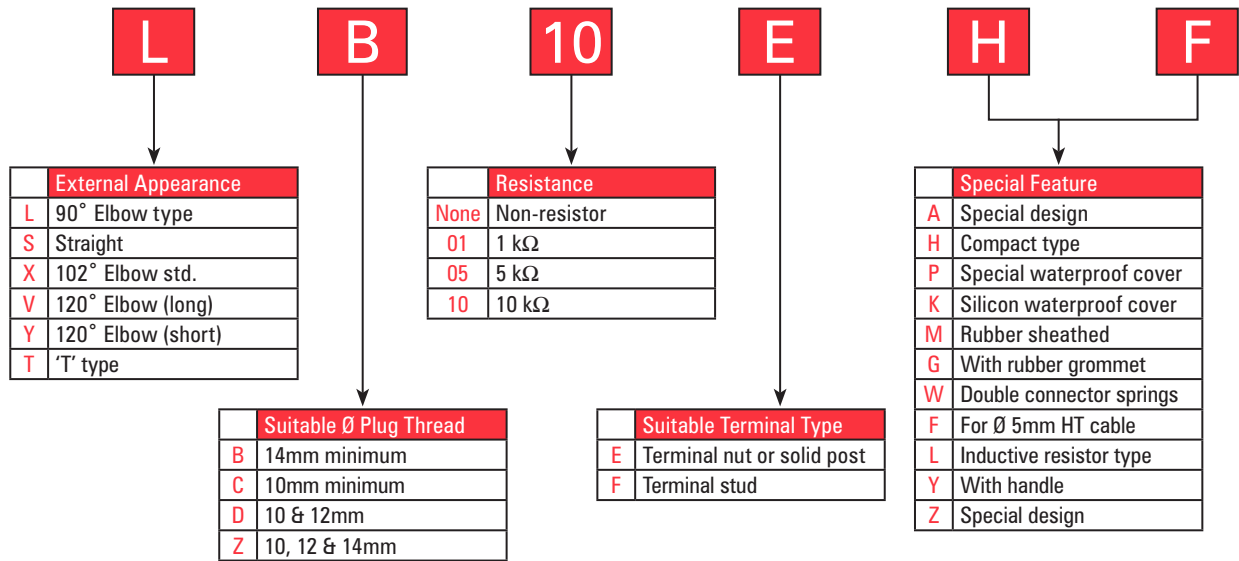 L B 10 E H F
External Appearance
L 90° Elbow type
S Straight
X 102° Elbow std.
V 120° Elbow (long)
Y 120° Elbow (short)
T ‘T’ type
Suitable Ø Plug Thread
B 14mm minimum
C 10mm minimum
D 10 & 12mm
Z 10, 12 & 14mm
Resistance
None Non-resistor
01 1 kΩ
05 5 kΩ
10 10 kΩ
Suitable Terminal Type
E Terminal nut or solid post
F Terminal stud
Special Feature
A Special design
H Compact type
P Special waterproof cover
K Silicon waterproof cover
M Rubber sheathed
G With rubber grommet
W Double connector springs
F For Ø 5mm HT cable
L Inductive resistor type
Y With handle
Z Special design